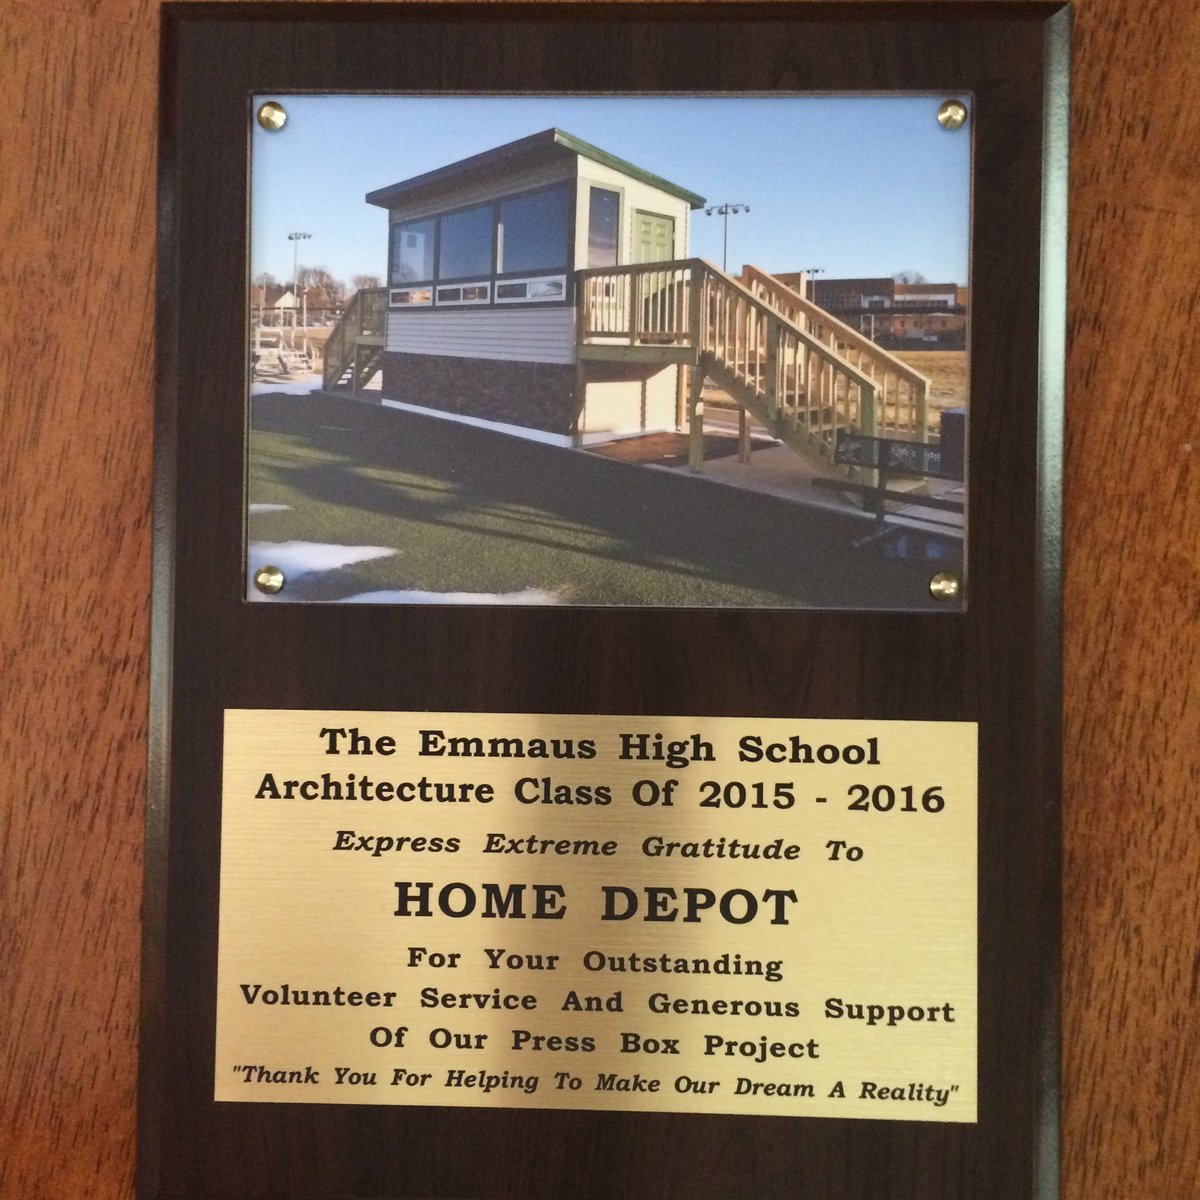 The Emmaus High School
Architecture Class Of 2015 - 2016
Express Extreme Gratitude To
HOME DEPOT
For Your Outstanding
Volunteer Service And Generous Support
Of Our Press Box Project
"Thank You For Helping To Make Our Dream A Reality"